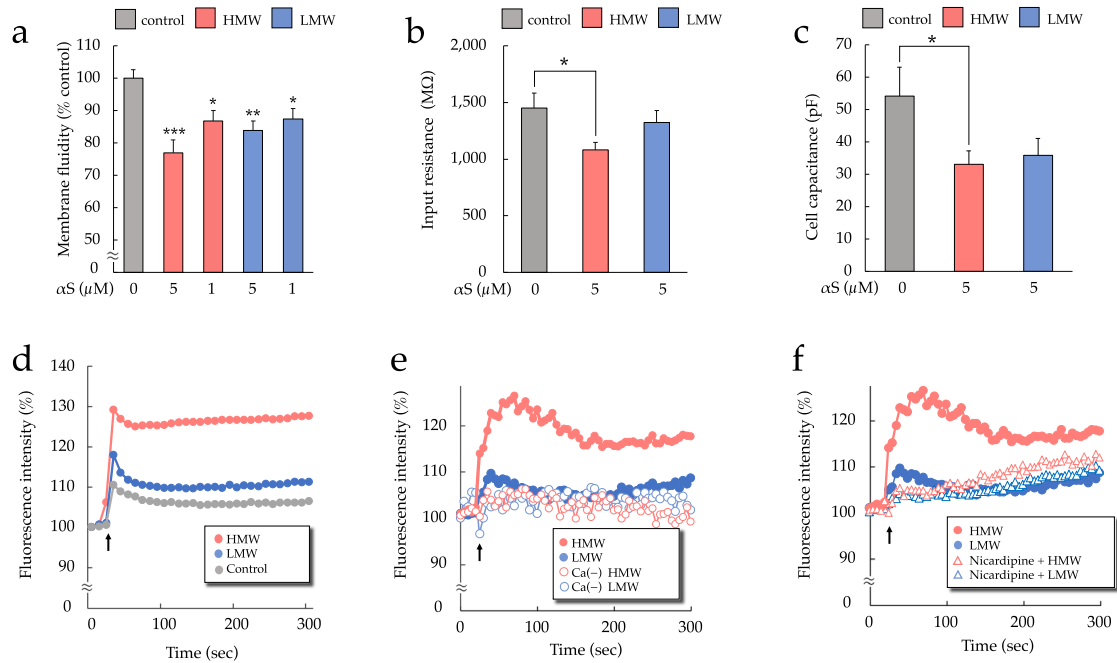 a
control HMW LMW
Membrane fluidity (% control)
110
100
90
80
70
60
50
0
***
*
**
*
αS (µM) 0 5 1 5 1
b
control HMW LMW
Input resistance (MΩ)
2,000
1,500
1,000
500
0
*
αS (µM) 0 5 5
c
control HMW LMW
Cell capacitance (pF)
70
60
50
40
30
20
10
0
*
αS (µM) 0 5 5
d
Fluorescence intensity (%)
140
130
120
110
100
90
0
HMW
LMW
Control
0 100 200 300
Time (sec)
e
Fluorescence intensity (%)
120
110
100
90
0
HMW
LMW
Ca(−) HMW
Ca(−) LMW
0 100 200 300
Time (sec)
f
Fluorescence intensity (%)
120
110
100
90
0
HMW
LMW
Nicardipine + HMW
Nicardipine + LMW
0 100 200 300
Time (sec)